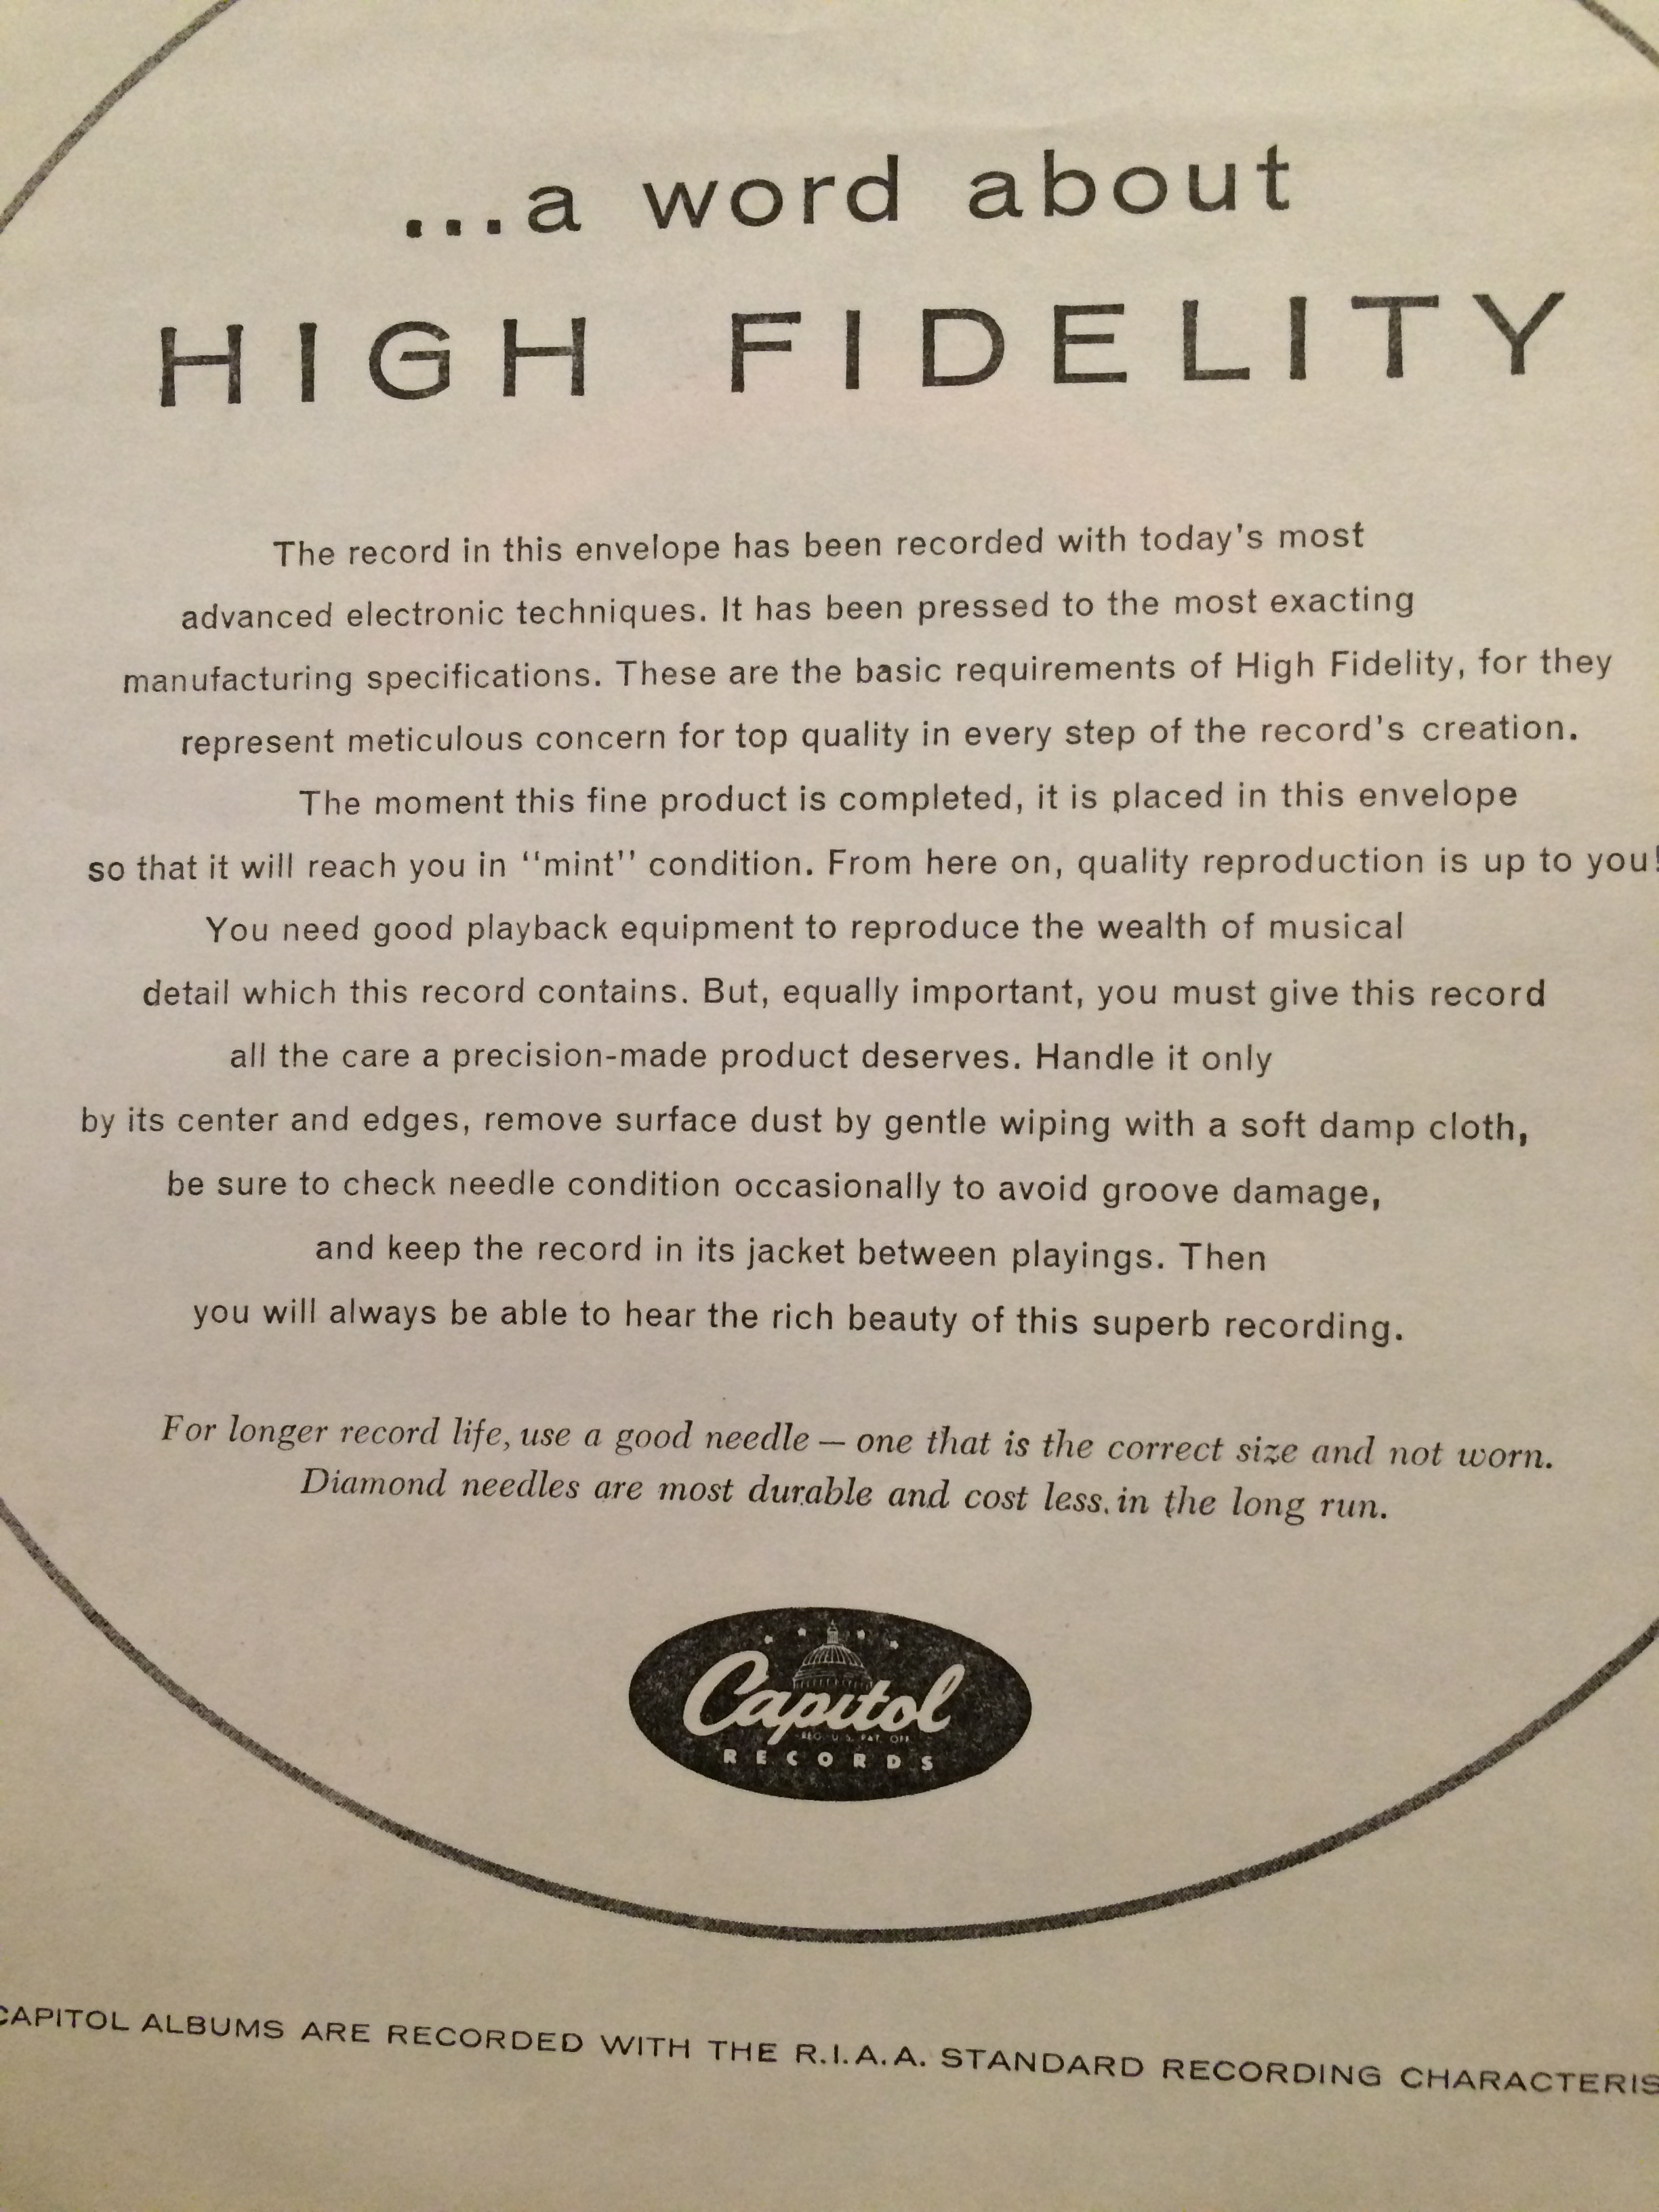 ...a word about
HIGH FIDELITY
The record in this envelope has been recorded with today's most
advanced electronic techniques. It has been pressed to the most exacting
manufacturing specifications. These are the basic requirements of High Fidelity, for they
represent meticulous concern for top quality in every step of the record's creation.
The moment this fine product is completed, it is placed in this envelope
so that it will reach you in "mint" condition. From here on, quality reproduction is up to you!
You need good playback equipment to reproduce the wealth of musical
detail which this record contains. But, equally important, you must give this record
all the care a precision-made product deserves. Handle it only
by its center and edges, remove surface dust by gentle wiping with a soft damp cloth,
be sure to check needle condition occasionally to avoid groove damage,
and keep the record in its jacket between playings. Then
you will always be able to hear the rich beauty of this superb recording.
For longer record life, use a good needle — one that is the correct size and not worn.
Diamond needles are most durable and cost less in the long run.
Capitol
REG. U.S. PAT. OFF.
RECORDS
CAPITOL ALBUMS ARE RECORDED WITH THE R.I.A.A. STANDARD RECORDING CHARACTERIS